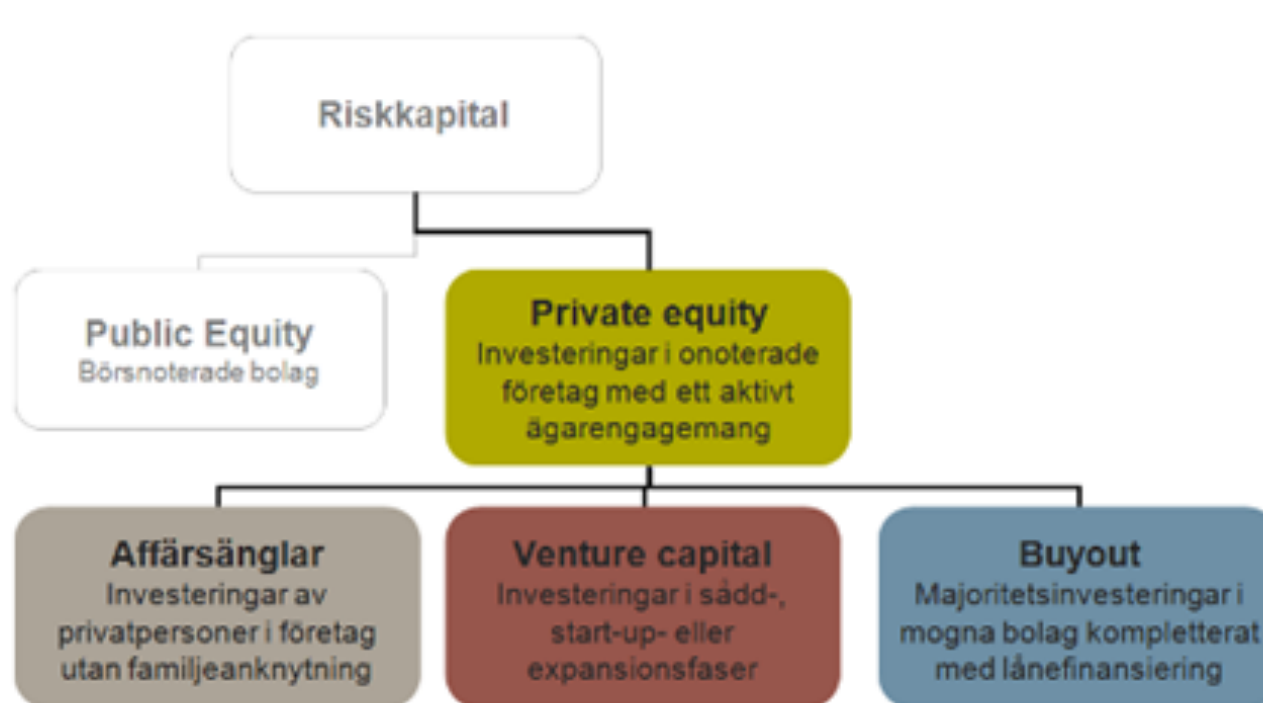 Riskkapital
Public Equity
Börsnoterade bolag
Private equity
Investeringar i onoterade
företag med ett aktivt
ägarengagemang
Affärsänglar
Investeringar av
privatpersoner i företag
utan familjeanknytning
Venture capital
Investeringar i sådd-,
start-up- eller
expansionsfaser
Buyout
Majoritetsinvesteringar i
mogna bolag kompletterat
med lånefinansiering